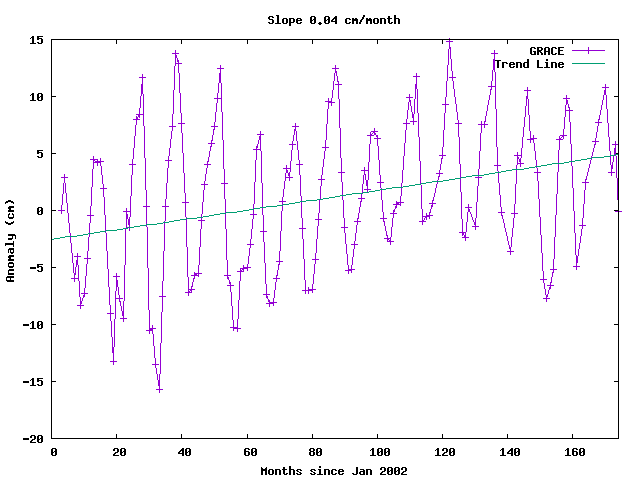 Slope 0.04 cm/month
GRACE
Trend Line
15
10
5
0
-5
-10
-15
-20
Anomaly (cm)
0 20 40 60 80 100 120 140 160
Months since Jan 2002